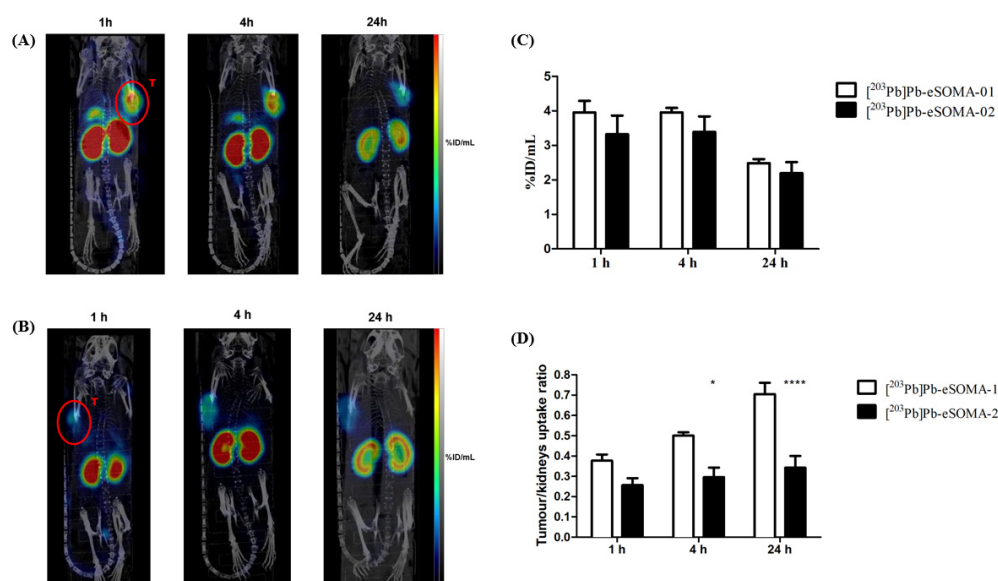 (A)
1h 4h 24h
T
%ID/mL
(B)
1 h 4 h 24 h
T
%ID/mL
(C)
5
4
3
2
1
0
%ID/mL
1 h 4 h 24 h
[²⁰³Pb]Pb-eSOMA-01
[²⁰³Pb]Pb-eSOMA-02
(D)
0.8
0.7
0.6
0.5
0.4
0.3
0.2
0.1
0.0
Tumour/kidneys uptake ratio
* ****
1 h 4 h 24 h
[²⁰³Pb]Pb-eSOMA-1
[²⁰³Pb]Pb-eSOMA-2